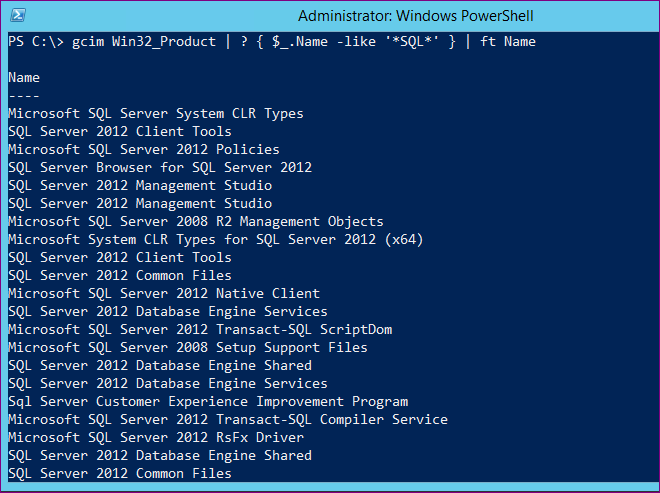 Administrator: Windows PowerShell
PS C:\> gcim Win32_Product | ? { $_.Name -like '*SQL*' } | ft Name
Name
----
Microsoft SQL Server System CLR Types
SQL Server 2012 Client Tools
Microsoft SQL Server 2012 Policies
SQL Server Browser for SQL Server 2012
SQL Server 2012 Management Studio
SQL Server 2012 Management Studio
Microsoft SQL Server 2008 R2 Management Objects
Microsoft System CLR Types for SQL Server 2012 (x64)
SQL Server 2012 Client Tools
SQL Server 2012 Common Files
Microsoft SQL Server 2012 Native Client
SQL Server 2012 Database Engine Services
Microsoft SQL Server 2012 Transact-SQL ScriptDom
Microsoft SQL Server 2008 Setup Support Files
SQL Server 2012 Database Engine Shared
SQL Server 2012 Database Engine Services
Sql Server Customer Experience Improvement Program
Microsoft SQL Server 2012 Transact-SQL Compiler Service
Microsoft SQL Server 2012 RsFx Driver
SQL Server 2012 Database Engine Shared
SQL Server 2012 Common Files